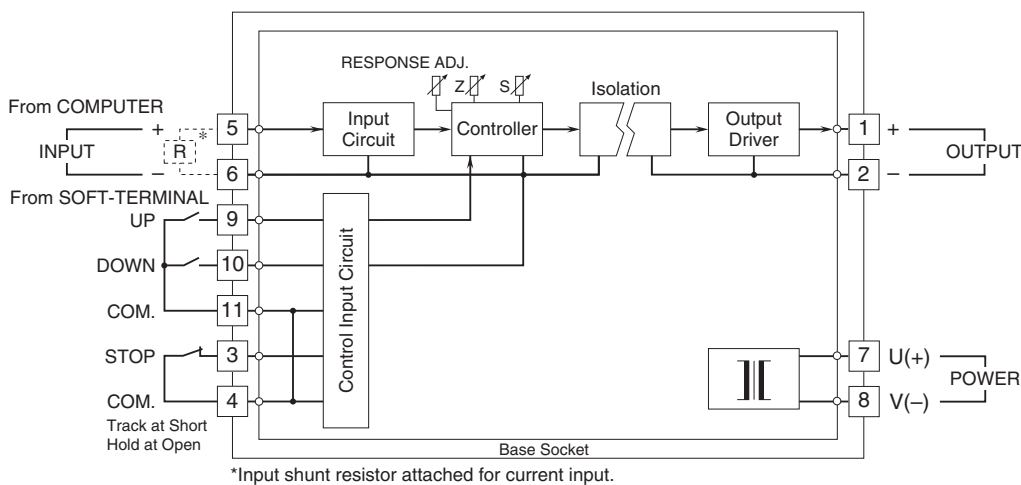 RESPONSE ADJ.
Z
S
Isolation
From COMPUTER
+
*
5
Input
Circuit
Controller
Output
Driver
1
+
INPUT
R
OUTPUT
–
6
2
–
From SOFT-TERMINAL
UP
9
DOWN
10
COM.
11
Control Input Circuit
STOP
3
7
U(+)
POWER
COM.
4
8
V(–)
Track at Short
Hold at Open
Base Socket
*Input shunt resistor attached for current input.